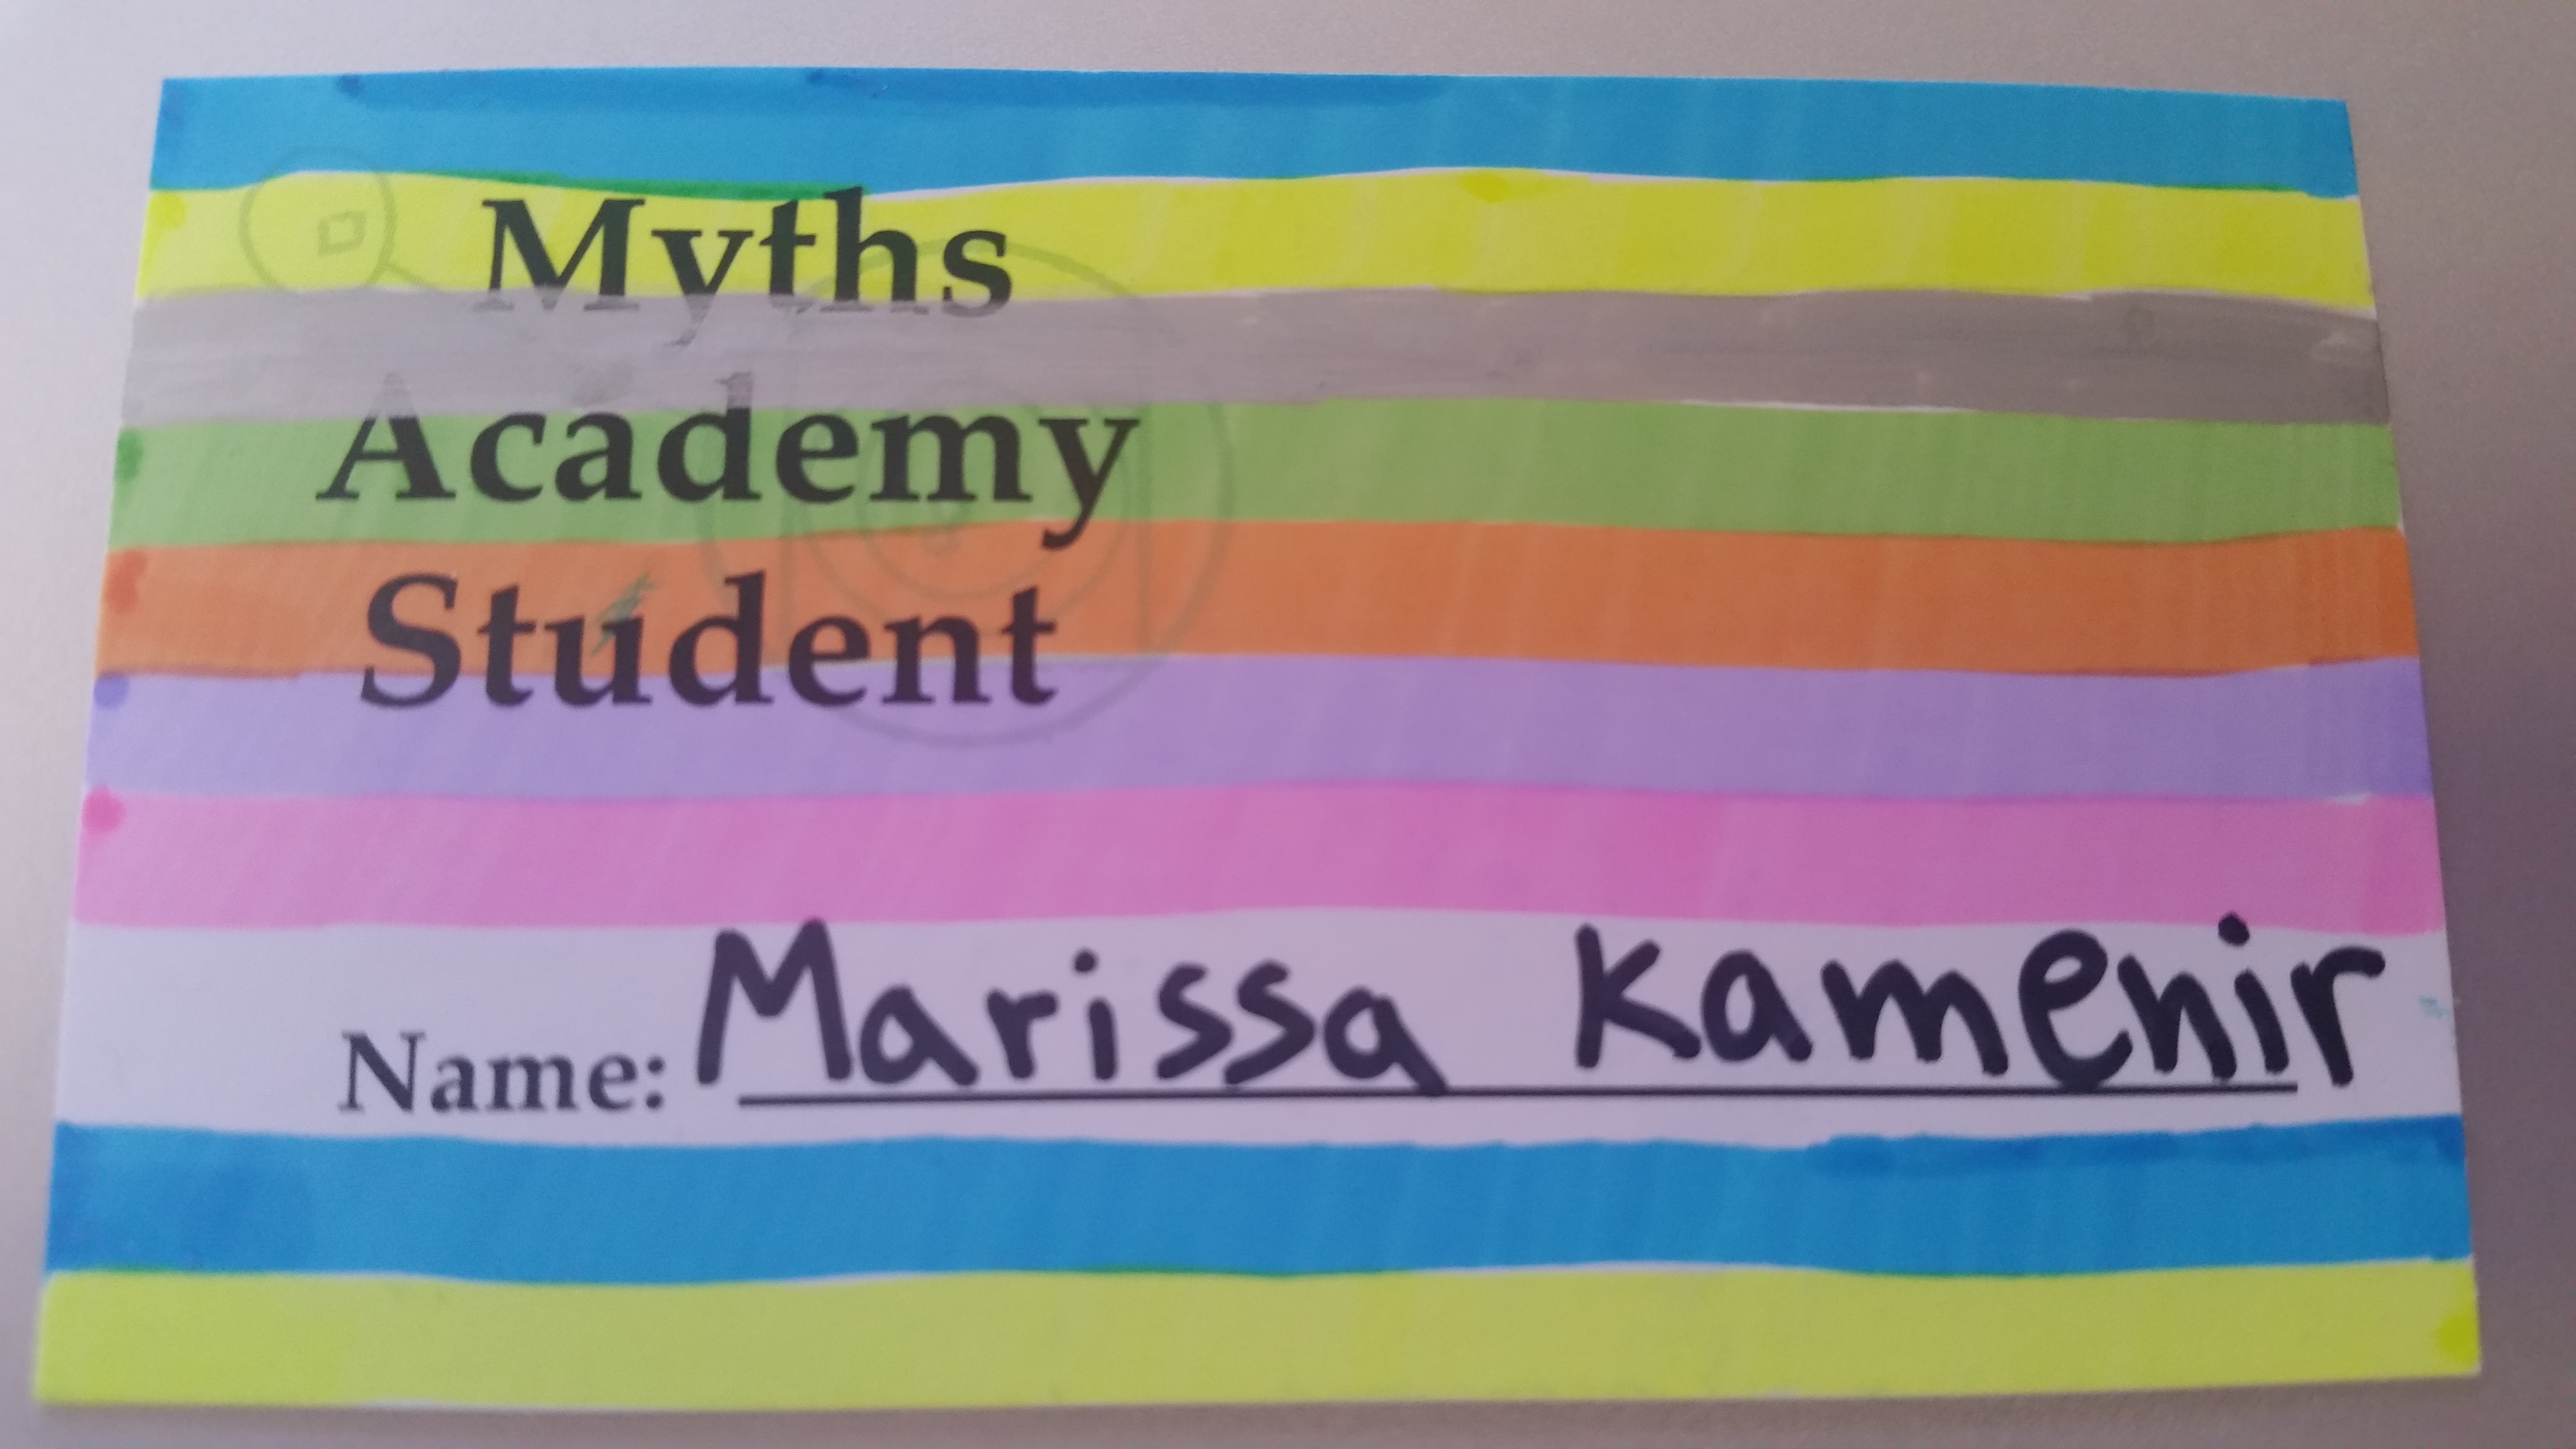 Myths
Academy
Student
Name: Marissa Kamenir